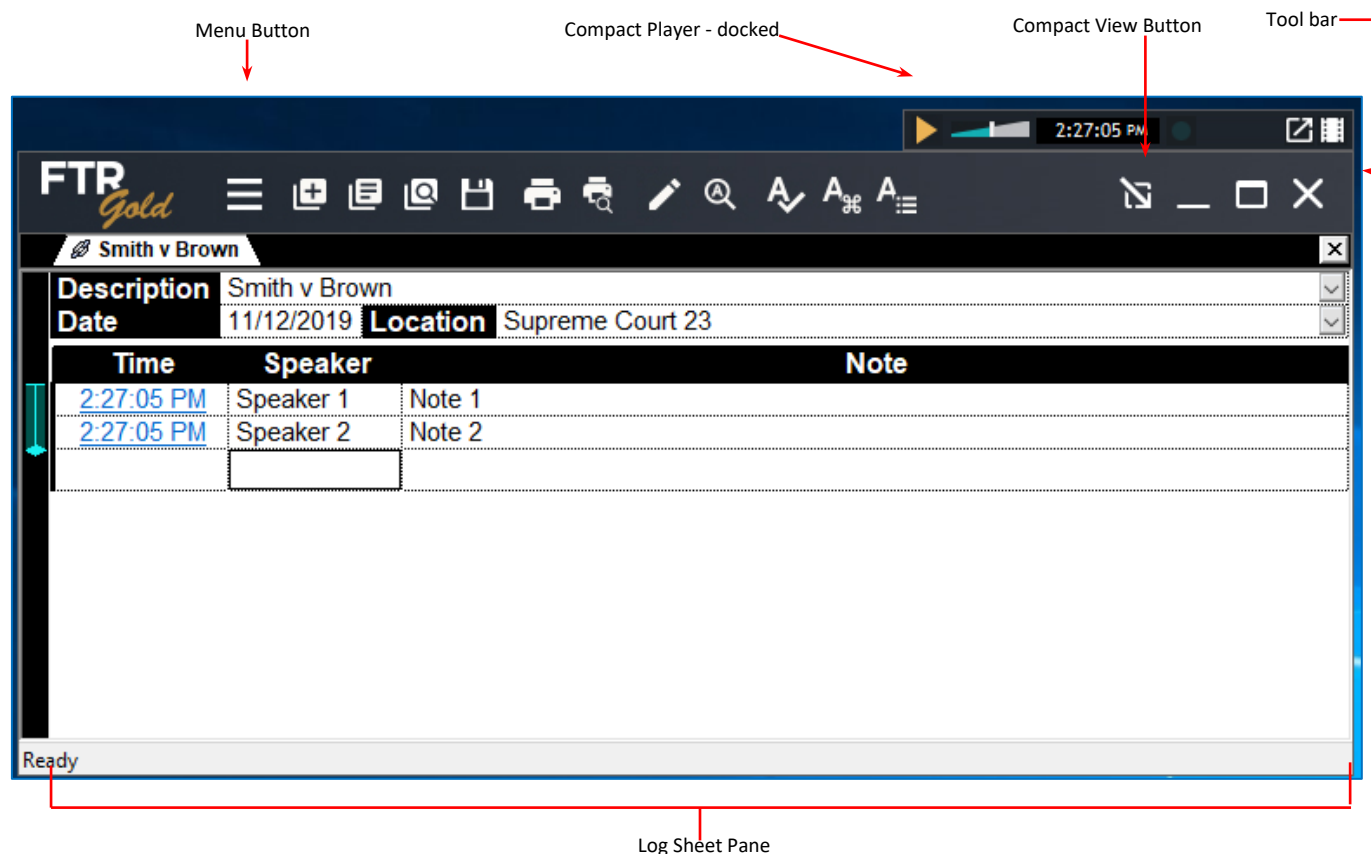 Menu Button
Compact Player - docked
Compact View Button
Tool bar
2:27:05 PM
FTR
Gold
Smith v Brown
Description Smith v Brown
Date 11/12/2019 Location Supreme Court 23
Time Speaker Note
2:27:05 PM Speaker 1 Note 1
2:27:05 PM Speaker 2 Note 2
Ready
Log Sheet Pane